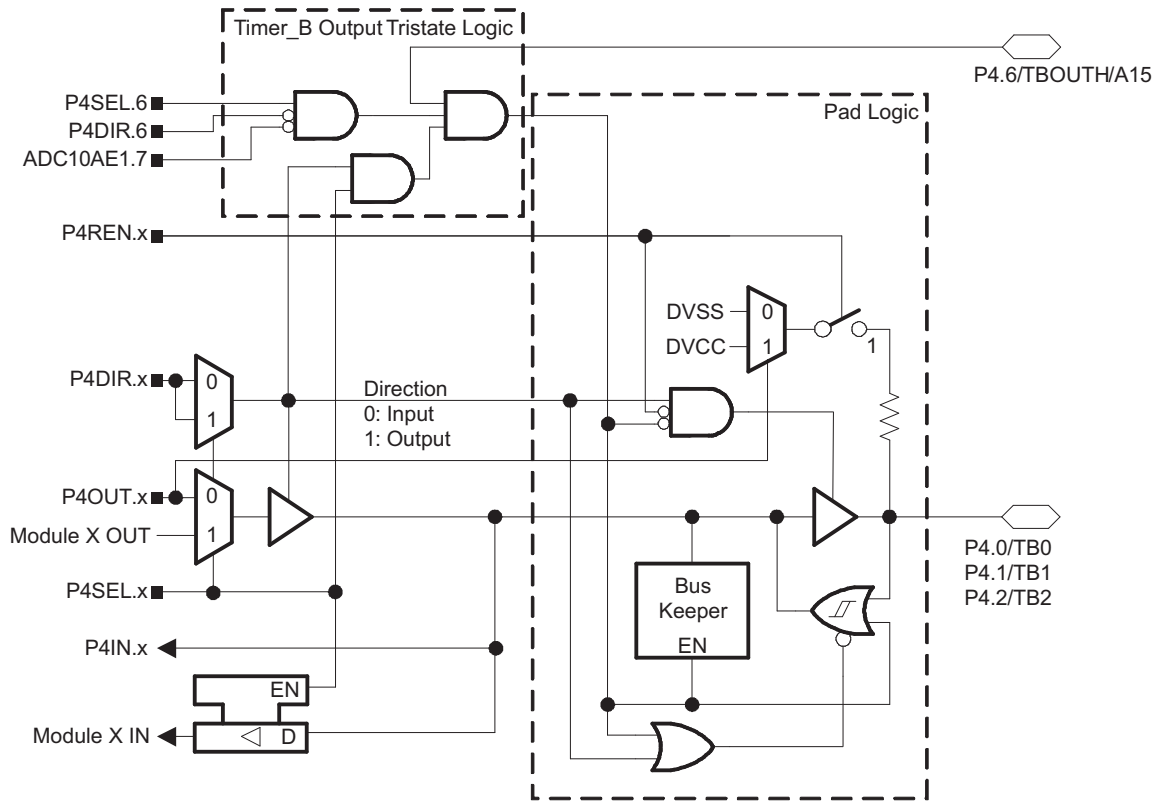 Timer_B Output Tristate Logic
P4.6/TBOUTH/A15
P4SEL.6
P4DIR.6
ADC10AE1.7
Pad Logic
P4REN.x
DVSS
0
DVCC
1
1
P4DIR.x
0
1
Direction
0: Input
1: Output
P4OUT.x
0
Module X OUT
1
P4.0/TB0
P4.1/TB1
P4.2/TB2
P4SEL.x
Bus
Keeper
EN
P4IN.x
EN
Module X IN
D